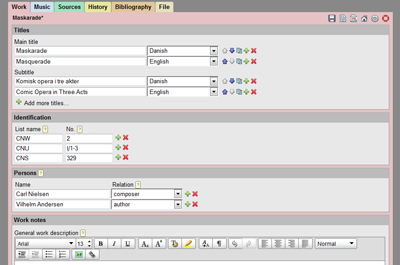 Work Music Sources History Bibliography File
Maskarade*
Titles
Main title
Maskarade Danish
Masquerade English
Subtitle
Komisk opera i tre akter Danish
Comic Opera in Three Acts English
Add more titles...
Identification
List name ? No. ?
CNW 2
CNU I/1-3
CNS 329
Persons ?
Name Relation ?
Carl Nielsen composer
Vilhelm Andersen author
Work notes
General work description ?
Arial 13 B I U Normal